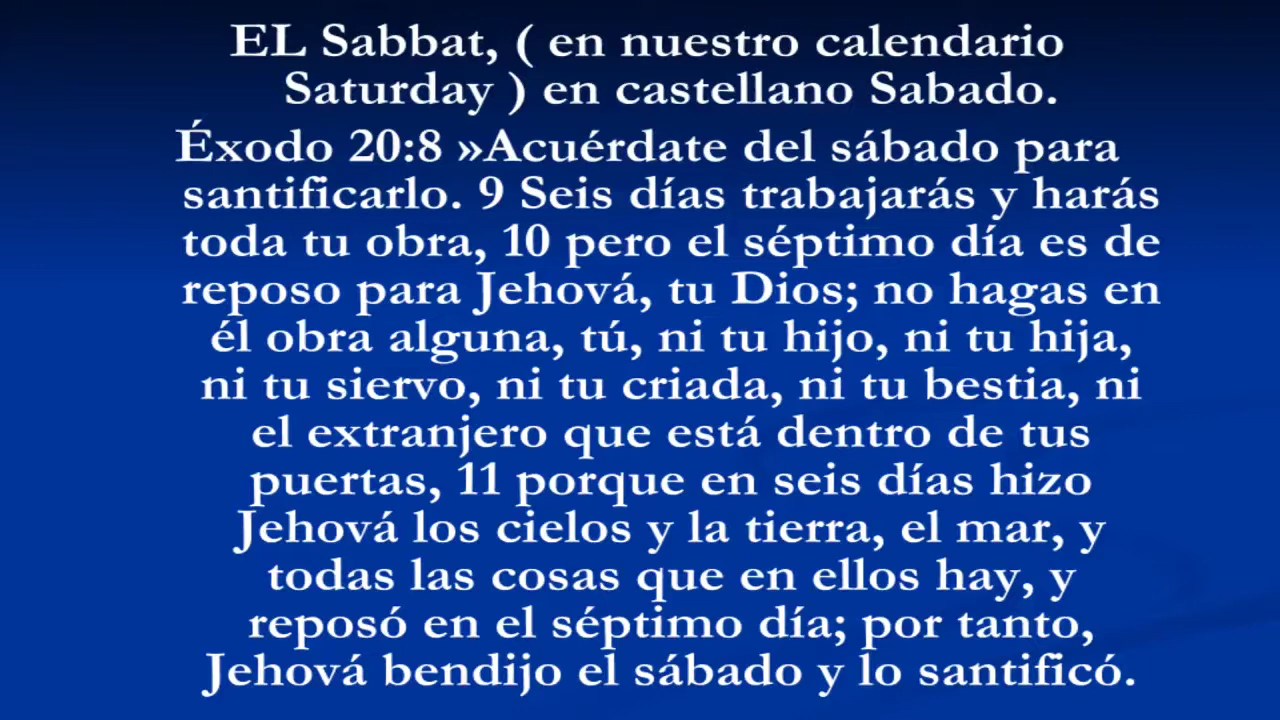 EL Sabbat, ( en nuestro calendario
Saturday ) en castellano Sabado.
Éxodo 20:8 »Acuérdate del sábado para
santificarlo. 9 Seis días trabajarás y harás
toda tu obra, 10 pero el séptimo día es de
reposo para Jehová, tu Dios; no hagas en
él obra alguna, tú, ni tu hijo, ni tu hija,
ni tu siervo, ni tu criada, ni tu bestia, ni
el extranjero que está dentro de tus
puertas, 11 porque en seis días hizo
Jehová los cielos y la tierra, el mar, y
todas las cosas que en ellos hay, y
reposó en el séptimo día; por tanto,
Jehová bendijo el sábado y lo santificó.